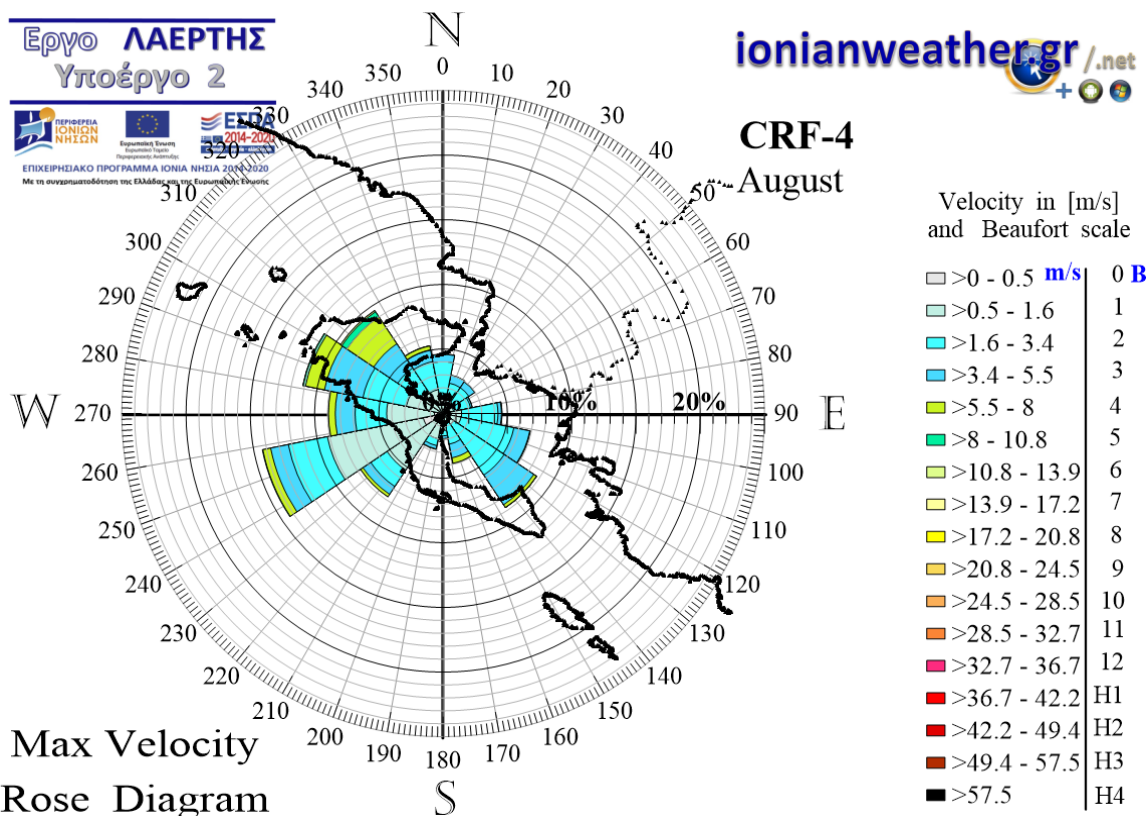 Εργο ΛΑΕΡΤΗΣ
Υποέργο 2
ΠΕΡΙΦΕΡΕΙΑ
ΙΟΝΙΩΝ
ΝΗΣΩΝ
Ευρωπαϊκή Ένωση
Ευρωπαϊκό Ταμείο
Περιφερειακής Ανάπτυξης
ΕΣΠΑ
2014-2020
ΕΠΙΧΕΙΡΗΣΙΑΚΟ ΠΡΟΓΡΑΜΜΑ ΙΟΝΙΑ ΝΗΣΙΑ 2014-2020
Με τη συγχρηματοδότηση της Ελλάδας και της Ευρωπαϊκής Ένωσης
ionianweather.gr /.net
CRF-4
August
N
0
10
20
30
40
50
60
70
80
90
E
100
110
120
130
140
150
160
170
180
S
190
200
210
220
230
240
250
260
270
W
280
290
300
310
320
330
340
350
0%
10%
20%
Velocity in [m/s]
and Beaufort scale
m/s B
>0 - 0.5 0
>0.5 - 1.6 1
>1.6 - 3.4 2
>3.4 - 5.5 3
>5.5 - 8 4
>8 - 10.8 5
>10.8 - 13.9 6
>13.9 - 17.2 7
>17.2 - 20.8 8
>20.8 - 24.5 9
>24.5 - 28.5 10
>28.5 - 32.7 11
>32.7 - 36.7 12
>36.7 - 42.2 H1
>42.2 - 49.4 H2
>49.4 - 57.5 H3
>57.5 H4
Max Velocity
Rose Diagram